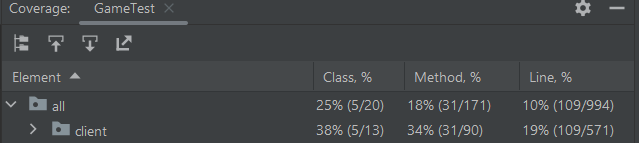 Coverage: GameTest
Element Class, % Method, % Line, %
all 25% (5/20) 18% (31/171) 10% (109/994)
client 38% (5/13) 34% (31/90) 19% (109/571)